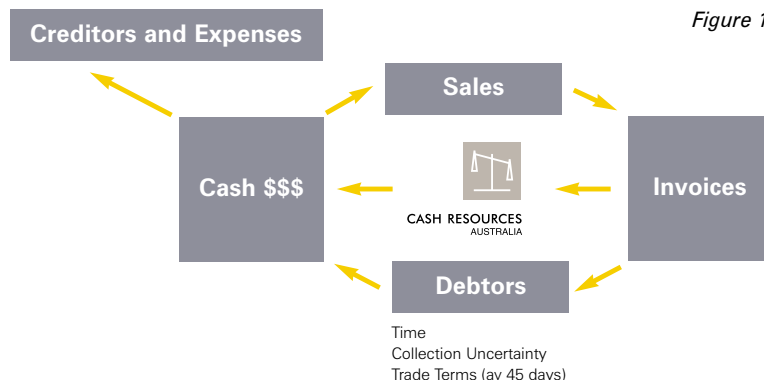 Figure 1
Creditors and Expenses
Sales
Cash $$$
Invoices
CASH RESOURCES
AUSTRALIA
Debtors
Time
Collection Uncertainty
Trade Terms (av 45 days)